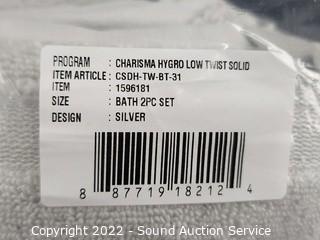 PROGRAM : CHARISMA HYGRO LOW TWIST SOLID
ITEM ARTICLE : CSDH-TW-BT-31
ITEM : 1596181
SIZE : BATH 2PC SET
DESIGN : SILVER
8 87719 18212 4
Copyright 2022 - Sound Auction Service